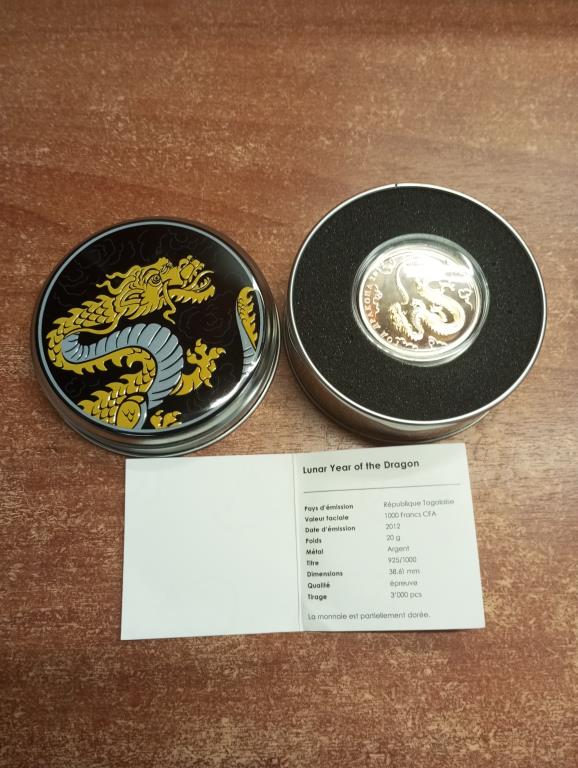 ГОД ДРАКОНА
Lunar Year of the Dragon
Pays d'émission République Togolaise
Valeur faciale 1000 Francs CFA
Date d'émission 2012
Poids 20 g
Métal Argent
Titre 925/1000
Dimensions 38.61 mm
Qualité épreuve
Tirage 3'000 pcs
La monnaie est partiellement dorée.